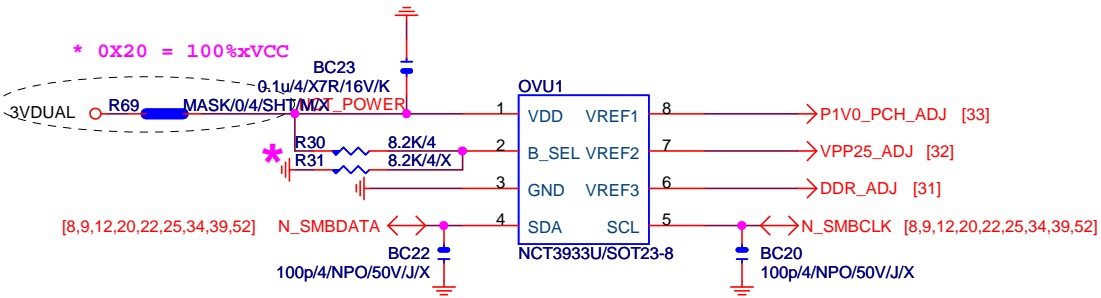 * 0X20 = 100%xVCC
BC23
0.1u/4/X7R/16V/K
3VDUAL
R69
MASK/0/4/SHT/M/X
_POWER
OVU1
1
VDD
VREF1
8
P1V0_PCH_ADJ [33]
R30
8.2K/4
2
B_SEL
VREF2
7
VPP25_ADJ [32]
*
R31
8.2K/4/X
3
GND
VREF3
6
DDR_ADJ [31]
[8,9,12,20,22,25,34,39,52] N_SMBDATA
4
SDA
SCL
5
N_SMBCLK [8,9,12,20,22,25,34,39,52]
BC22
100p/4/NPO/50V/J/X
NCT3933U/SOT23-8
BC20
100p/4/NPO/50V/J/X